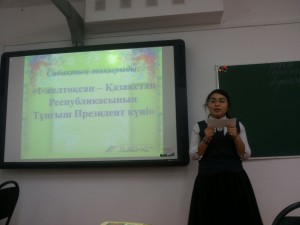 Сабақтың тақырыбы:
«1 желтоқсан – Қазақстан
Республикасының
Тұңғыш Президент күні»